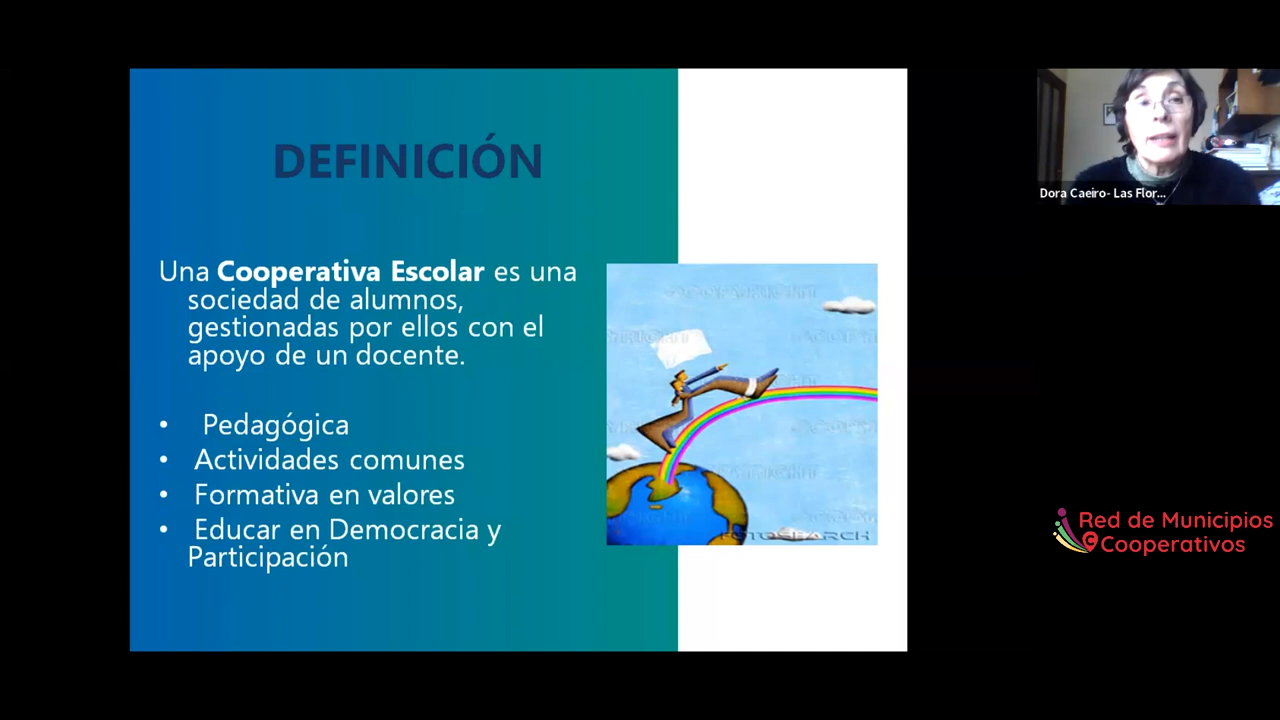 DEFINICIÓN
Una Cooperativa Escolar es una
sociedad de alumnos,
gestionadas por ellos con el
apoyo de un docente.
• Pedagógica
• Actividades comunes
• Formativa en valores
• Educar en Democracia y
Participación
FOTOSEARCH
Dora Caeiro- Las Flor...
Red de Municipios
Cooperativos